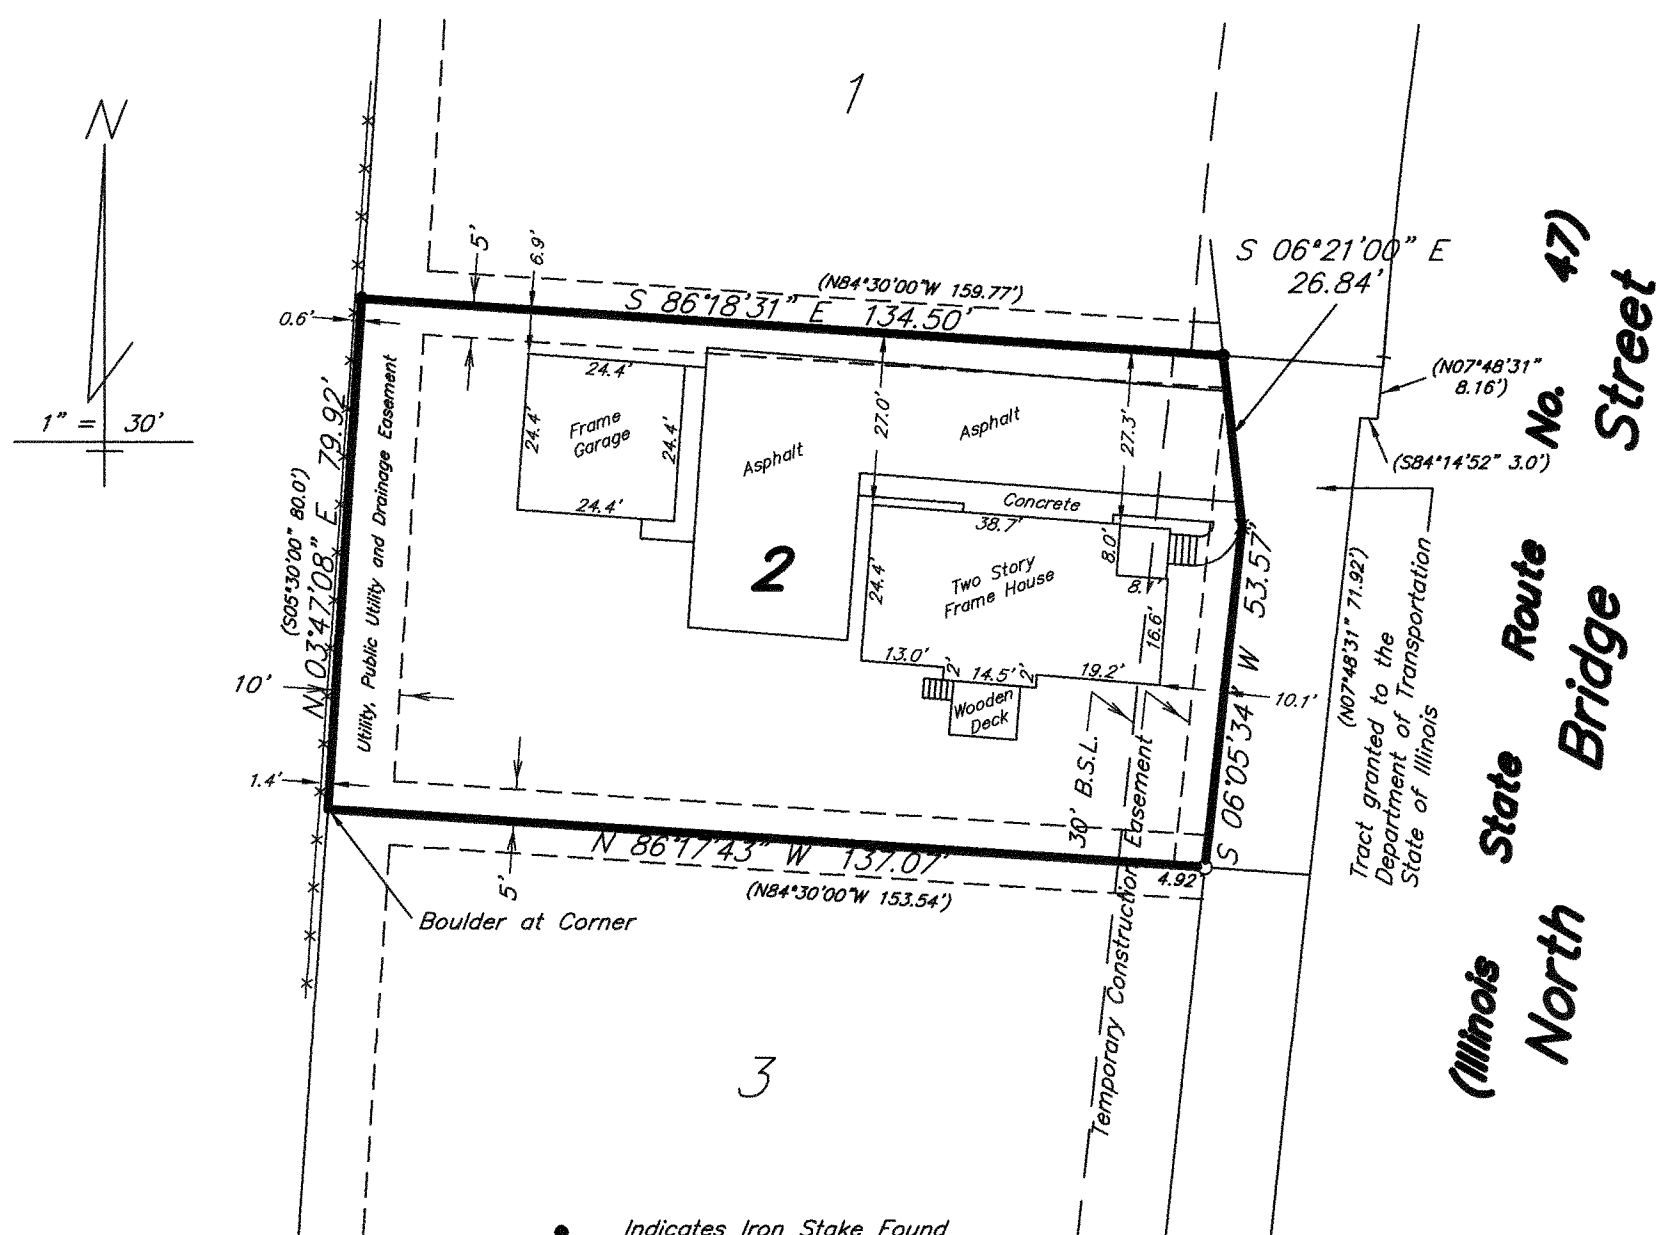 N
1" = 30'
1
5'
6.9'
(N84°30'00"W 159.77')
S 86°18'31" E 134.50'
S 06°21'00" E
26.84'
0.6'
(N07°48'31"
8.16')
(S84°14'52" 3.0')
24.4'
24.4'
24.4'
24.4'
Frame
Garage
Asphalt
27.0'
Asphalt
27.3'
Concrete
38.7'
8.0'
8.1'
2
Two Story
Frame House
24.4'
16.6'
13.0'
2'
14.5'
2'
19.2'
Wooden
Deck
10.1'
(S05°30'00" 80.0')
N 03°47'08" E 79.92'
Utility, Public Utility and Drainage Easement
10'
1.4'
S 06°05'34" W 53.57'
(N07°48'31" 71.92')
Tract granted to the
Department of Transportation
State of Illinois
(Illinois State Route No. 47)
North Bridge Street
30' B.S.L.
Temporary Construction Easement
N 86°17'43" W 137.07'
(N84°30'00"W 153.54')
4.92
5'
Boulder at Corner
3
Indicates Iron Stake Found